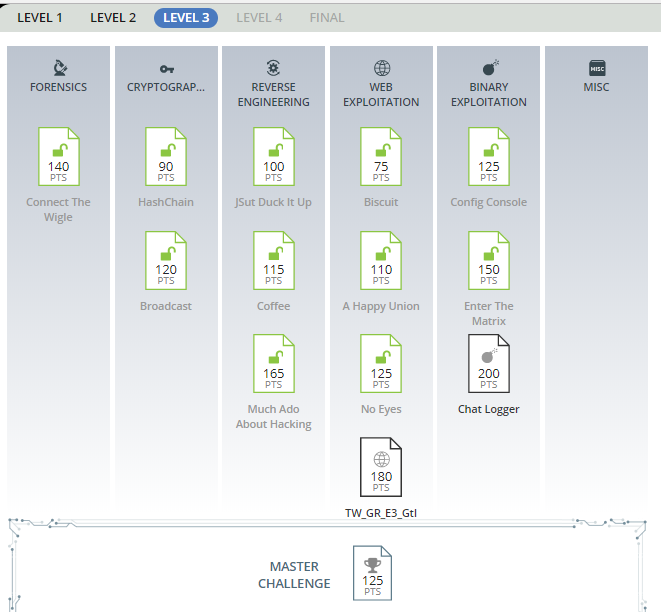 LEVEL 1 LEVEL 2 LEVEL 3 LEVEL 4 FINAL
FORENSICS
CRYPTOGRAP...
REVERSE
ENGINEERING
WEB
EXPLOITATION
BINARY
EXPLOITATION
MISC
MISC
140
PTS
Connect The
Wigle
90
PTS
HashChain
100
PTS
JSut Duck It Up
75
PTS
Biscuit
125
PTS
Config Console
120
PTS
Broadcast
115
PTS
Coffee
110
PTS
A Happy Union
150
PTS
Enter The
Matrix
165
PTS
Much Ado
About Hacking
125
PTS
No Eyes
200
PTS
Chat Logger
180
PTS
TW_GR_E3_GtI
MASTER
CHALLENGE
125
PTS